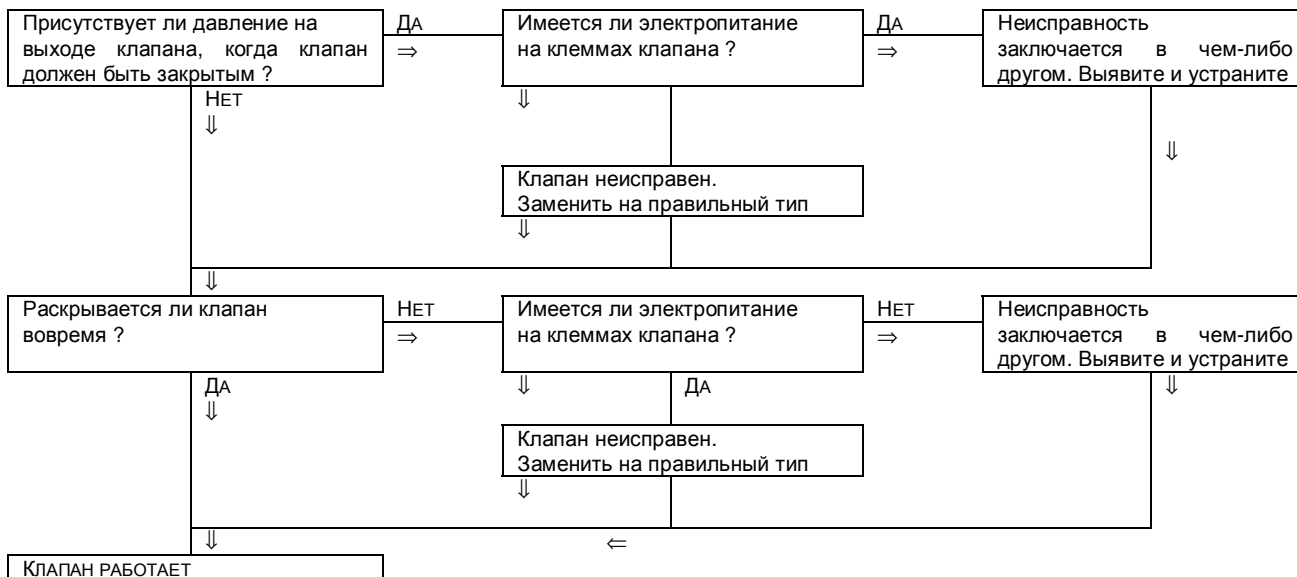 Присутствует ли давление на
выходе клапана, когда клапан
должен быть закрытым ?
ДА
⇒
Имеется ли электропитание
на клеммах клапана ?
ДА
⇒
Неисправность
заключается в чем-либо
другом. Выявите и устраните
НЕТ
⇓
⇓
⇓
Клапан неисправен.
Заменить на правильный тип
⇓
⇓
Раскрывается ли клапан
вовремя ?
НЕТ
⇒
Имеется ли электропитание
на клеммах клапана ?
НЕТ
⇒
Неисправность
заключается в чем-либо
другом. Выявите и устраните
ДА
⇓
⇓
ДА
⇓
Клапан неисправен.
Заменить на правильный тип
⇓
⇓
⇐
КЛАПАН РАБОТАЕТ